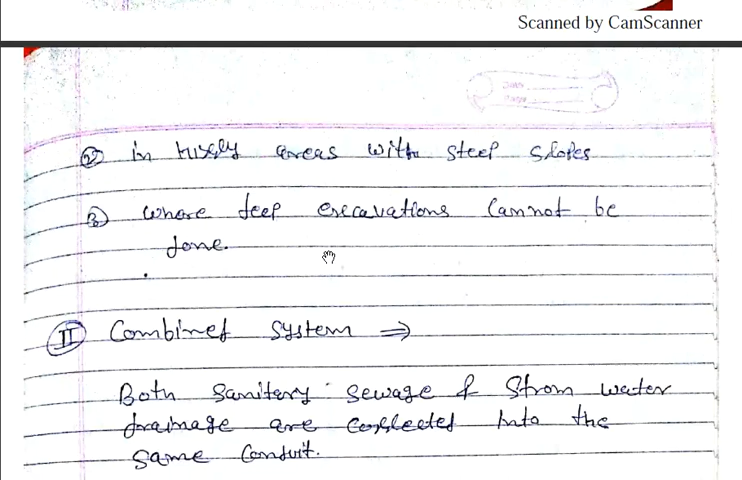 Scanned by CamScanner
② In hilly areas with steep slopes
③ Where deep excavations cannot be
done.
Ⅱ Combined System ⇒
Both sanitary sewage & Strom water
drainage are collected into the
same conduit.